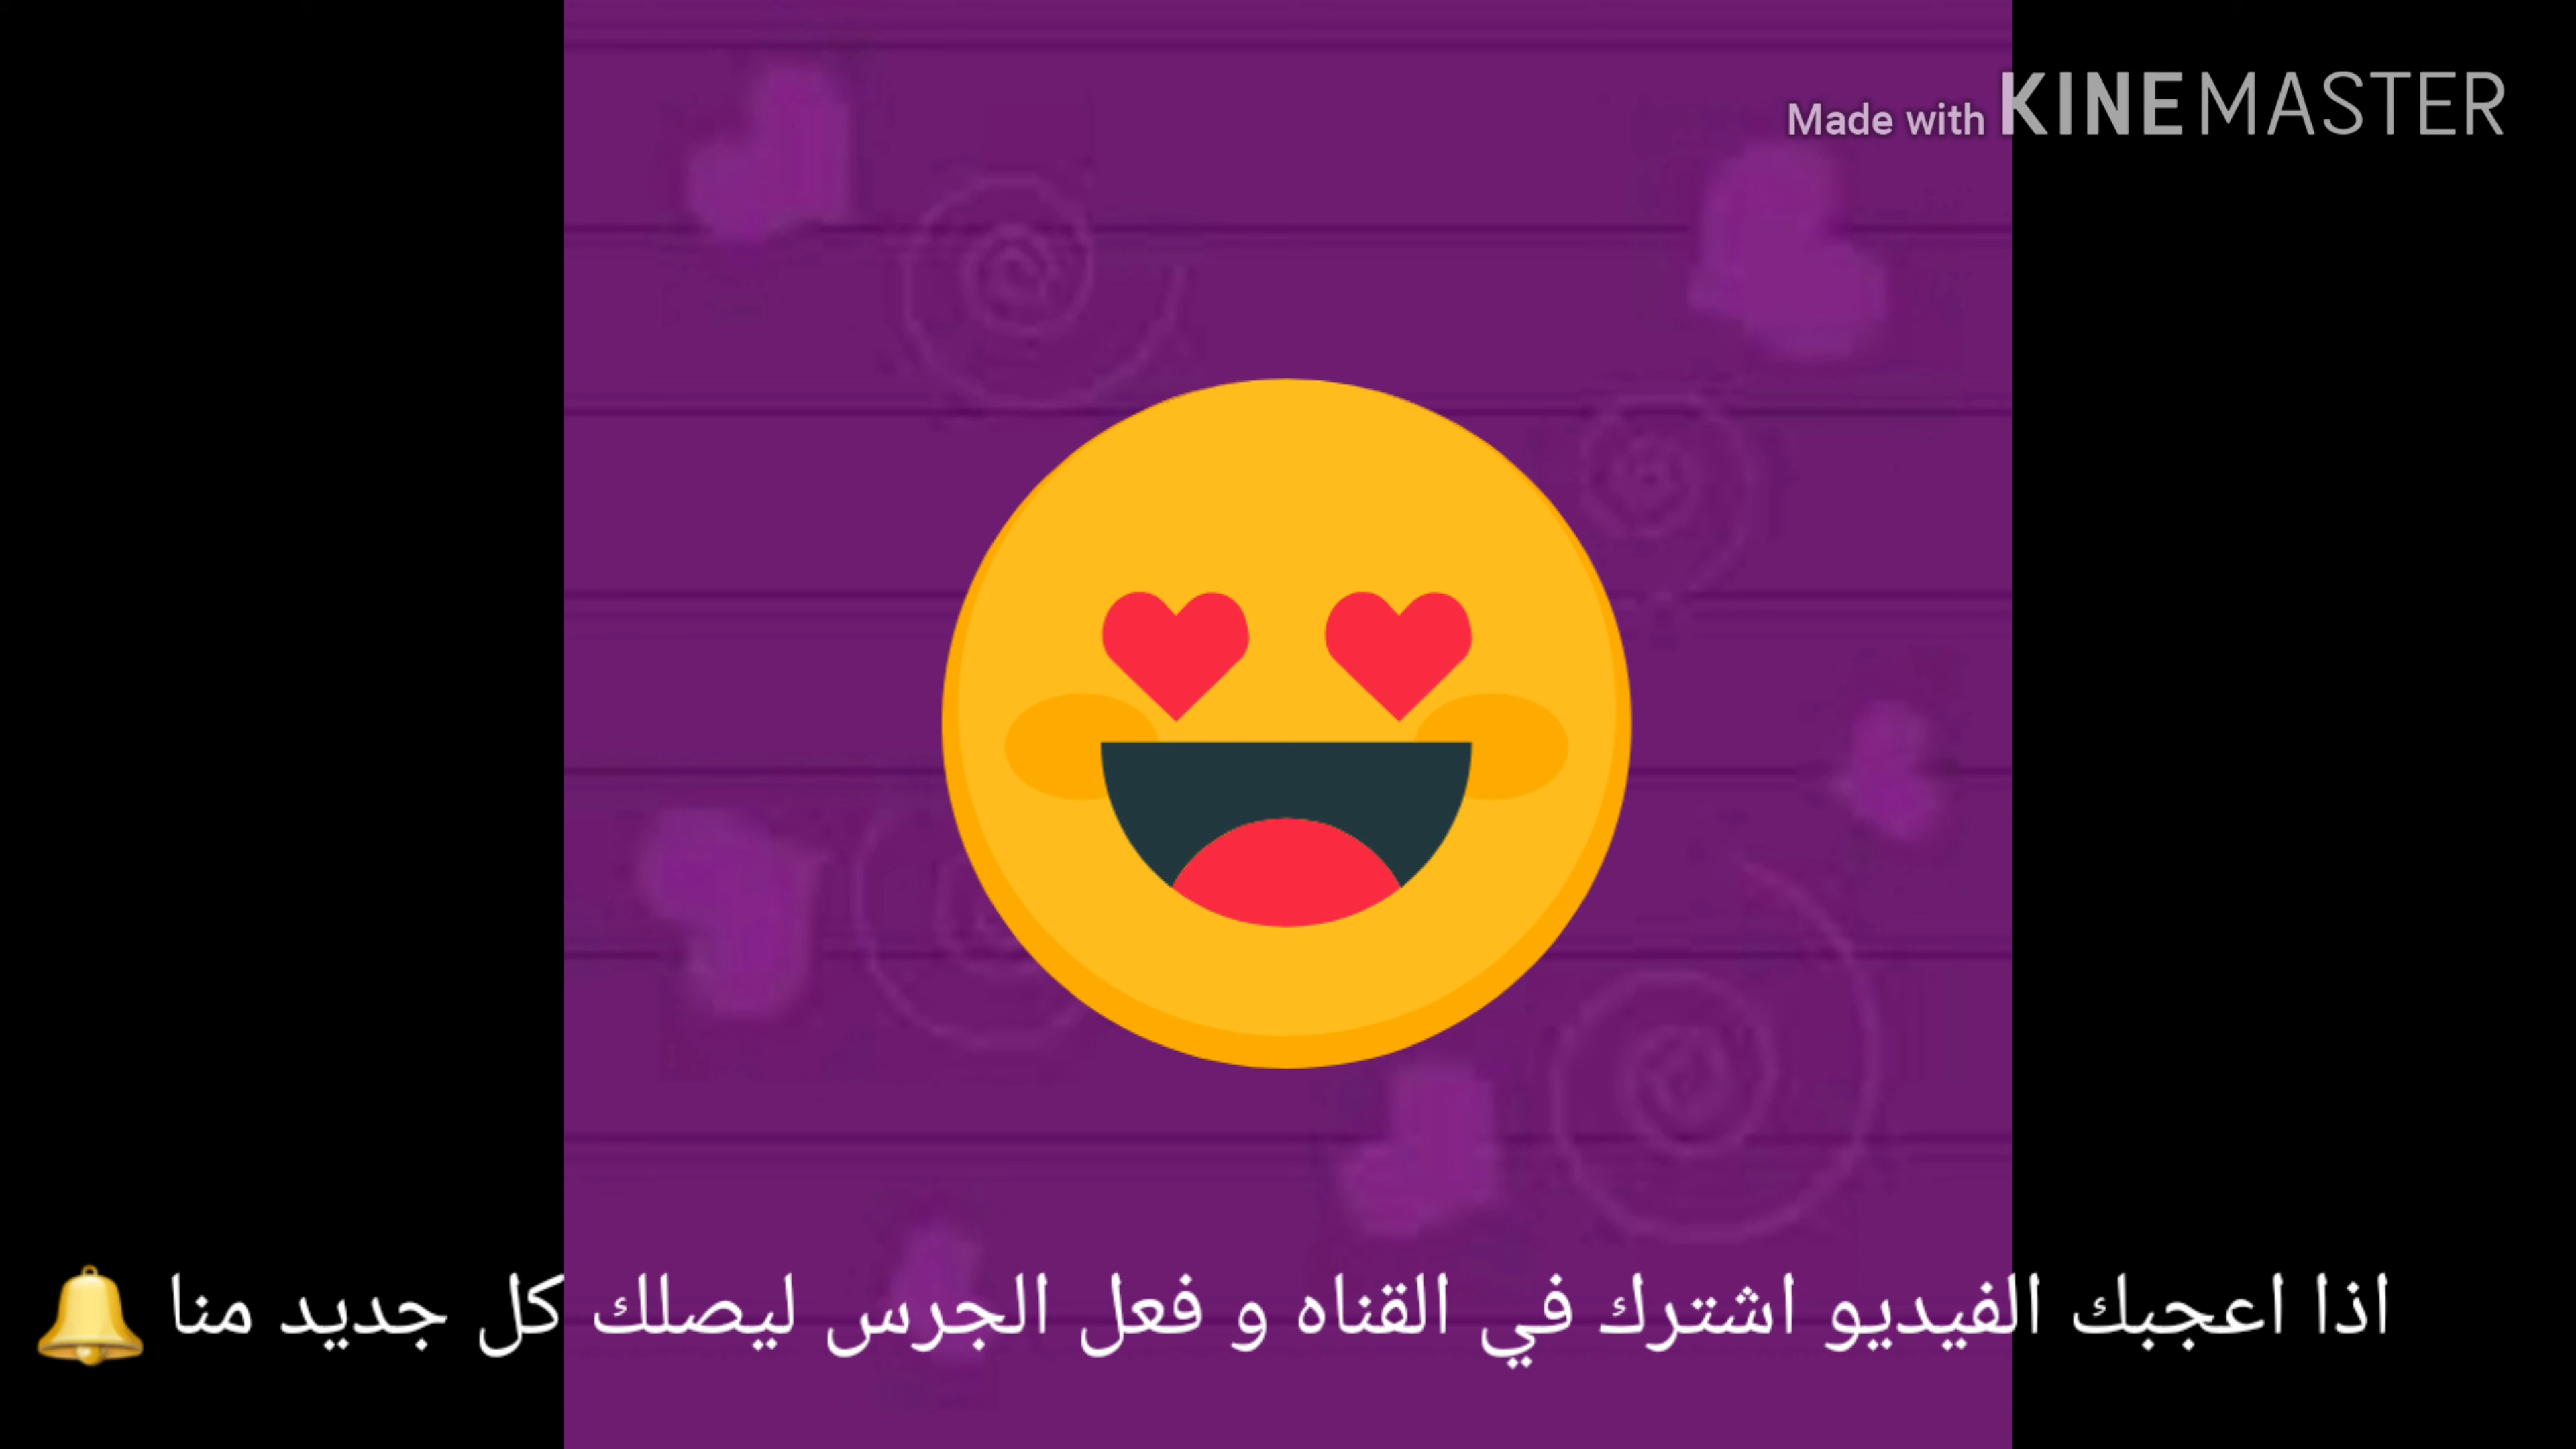 Made with KINEMASTER
اذا اعجبك الفيديو اشترك في القناه و فعل الجرس ليصلك كل جديد منا 🔔